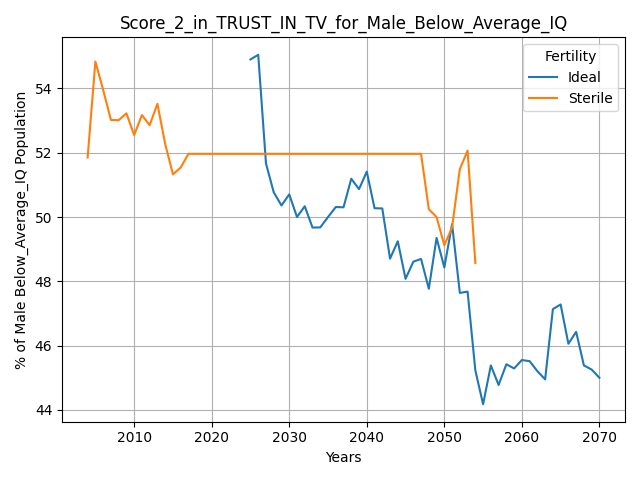 Score_2_in_TRUST_IN_TV_for_Male_Below_Average_IQ
% of Male Below_Average_IQ Population
54
52
50
48
46
44
Fertility
Ideal
Sterile
2010 2020 2030 2040 2050 2060 2070
Years